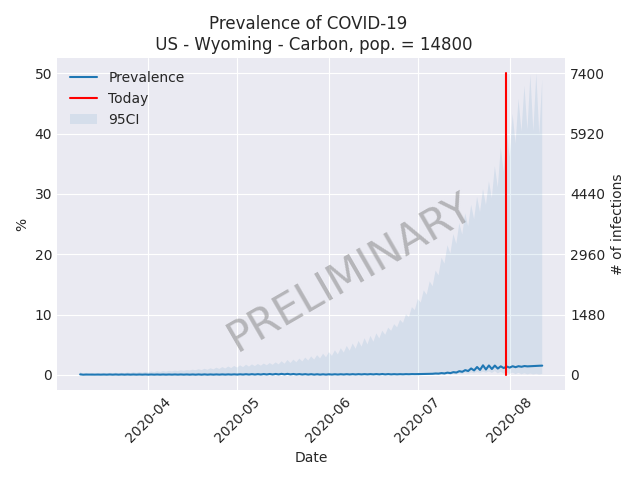 Prevalence of COVID-19
US - Wyoming - Carbon, pop. = 14800
Prevalence
Today
95CI
50
40
30
20
10
0
%
7400
5920
4440
2960
1480
0
# of infections
PRELIMINARY
2020-04
2020-05
2020-06
2020-07
2020-08
Date